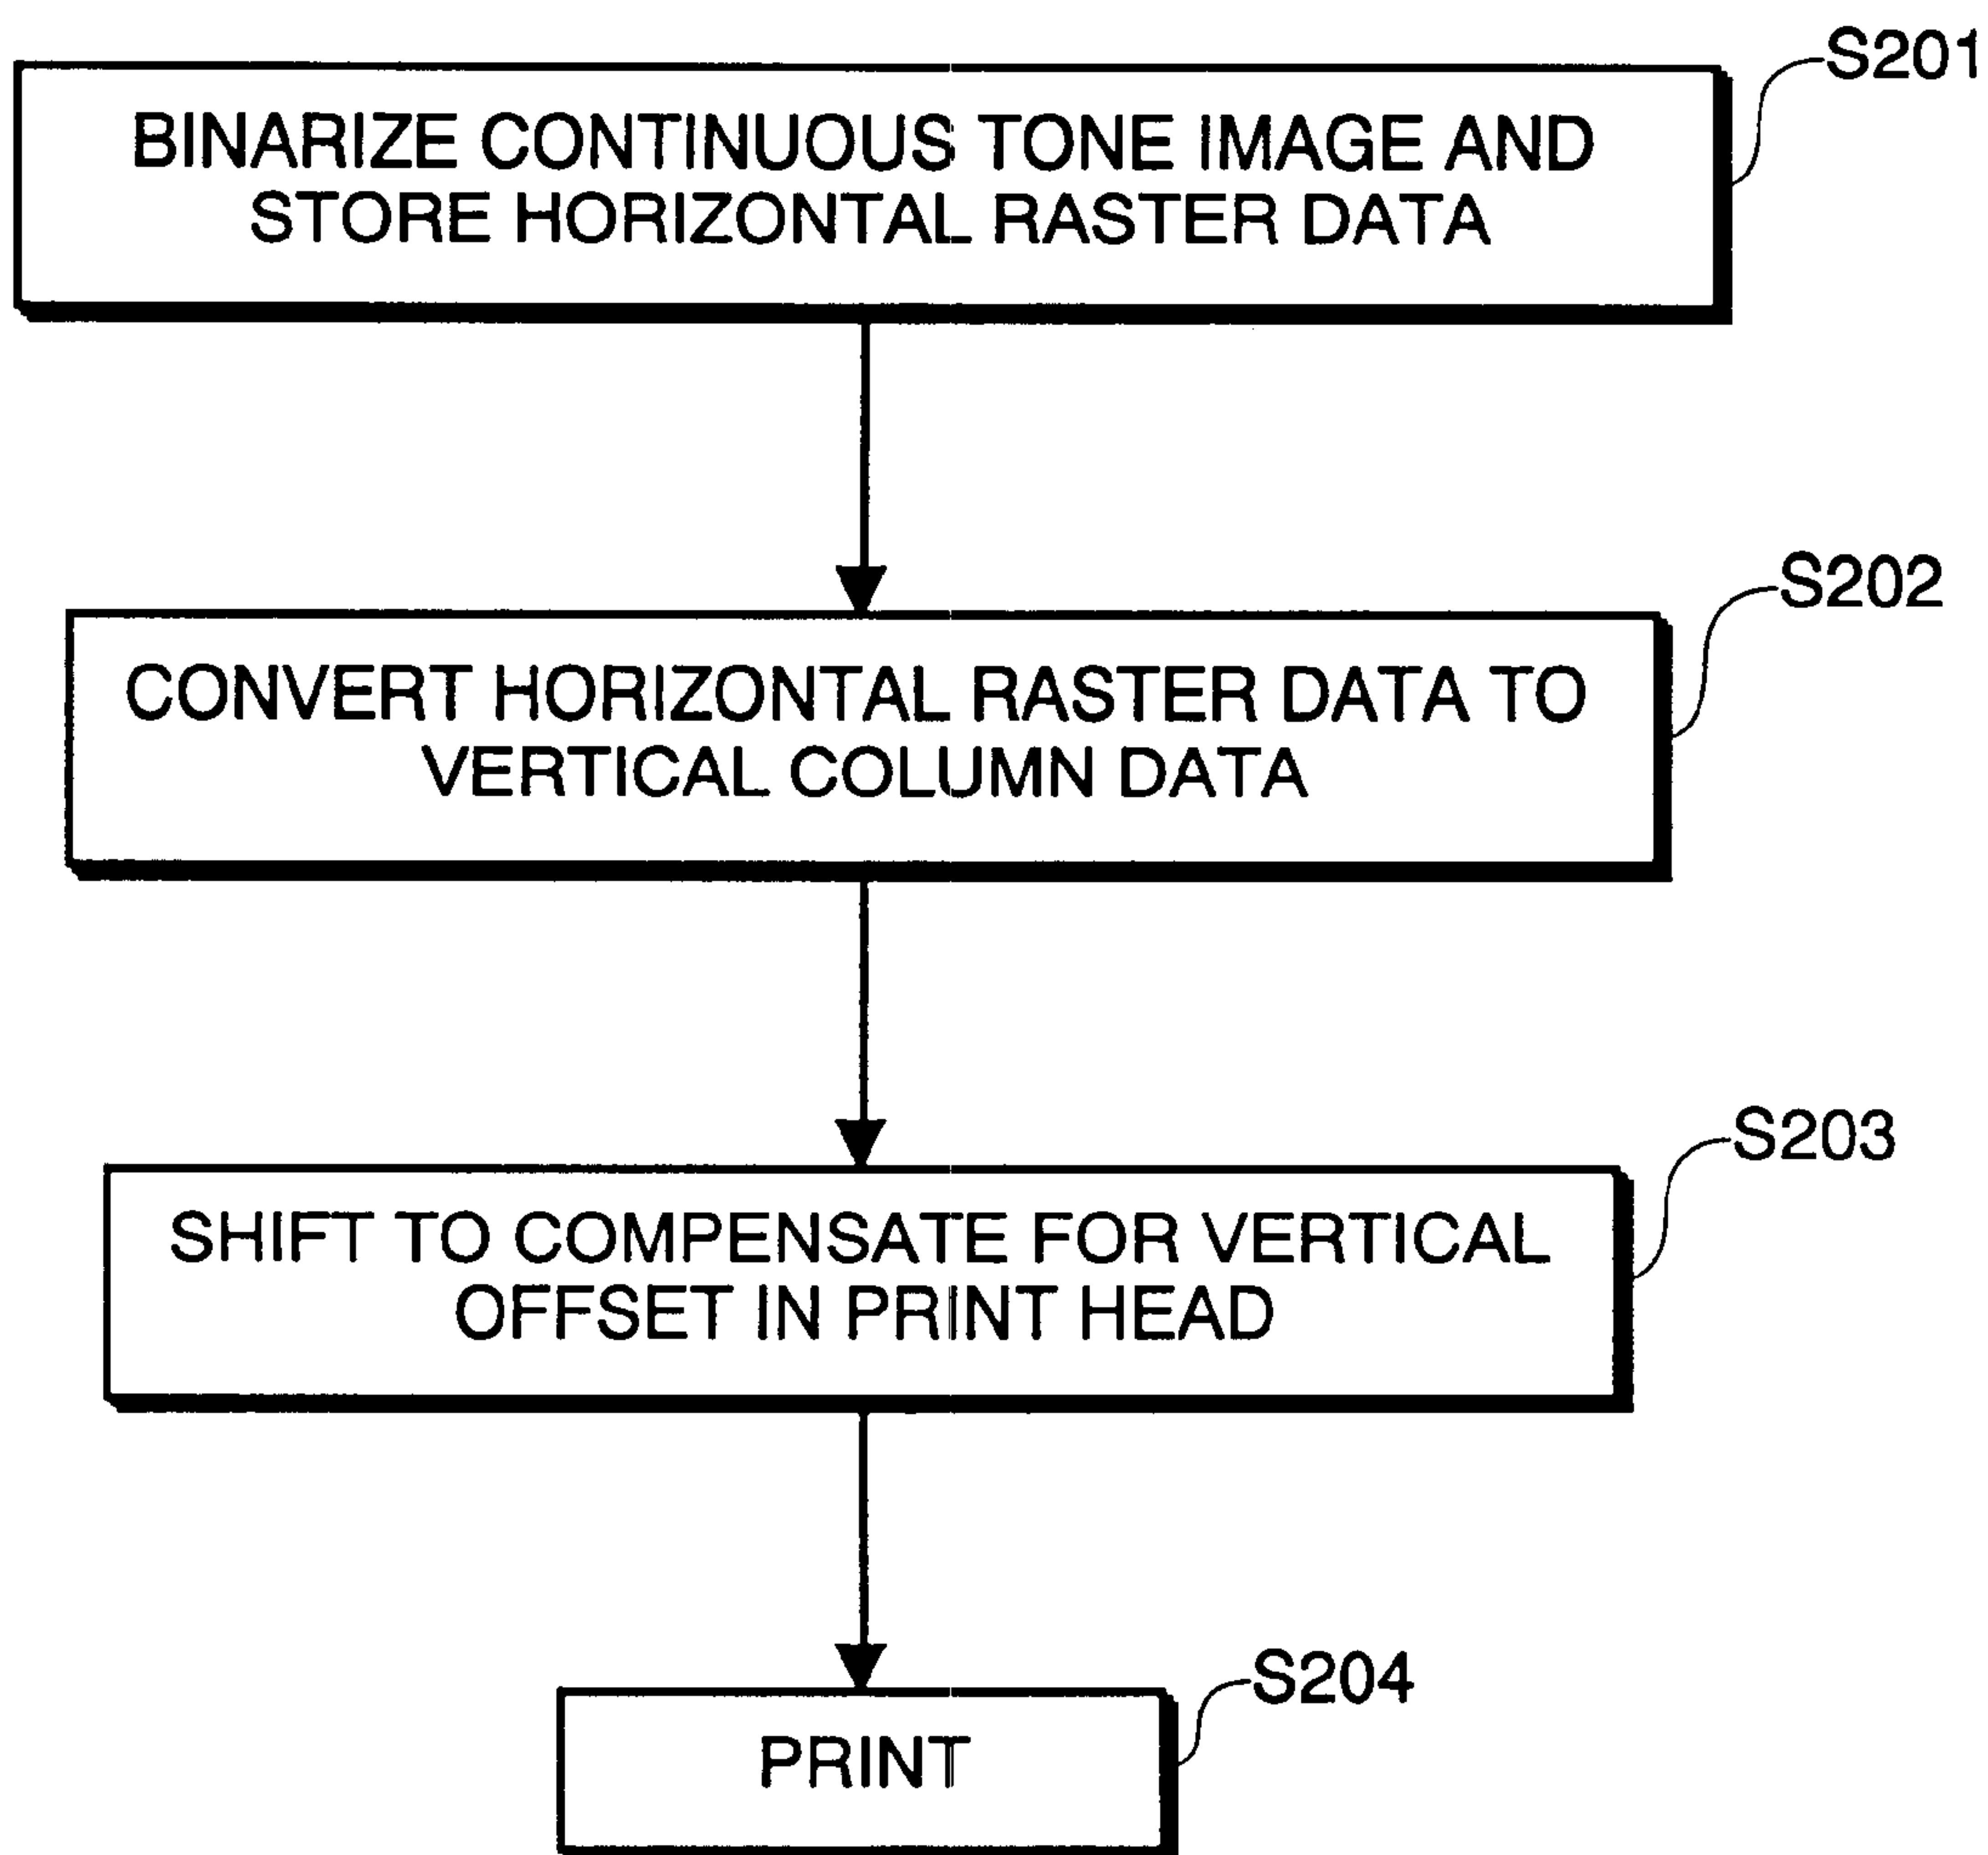 S201
BINARIZE CONTINUOUS TONE IMAGE AND
STORE HORIZONTAL RASTER DATA
S202
CONVERT HORIZONTAL RASTER DATA TO
VERTICAL COLUMN DATA
S203
SHIFT TO COMPENSATE FOR VERTICAL
OFFSET IN PRINT HEAD
S204
PRINT